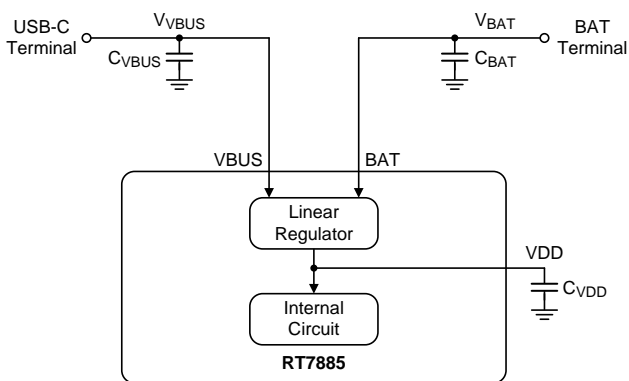 USB-C
Terminal
VVBUS
CVBUS
VBAT
CBAT
BAT
Terminal
VBUS
BAT
Linear
Regulator
VDD
CVDD
Internal
Circuit
RT7885